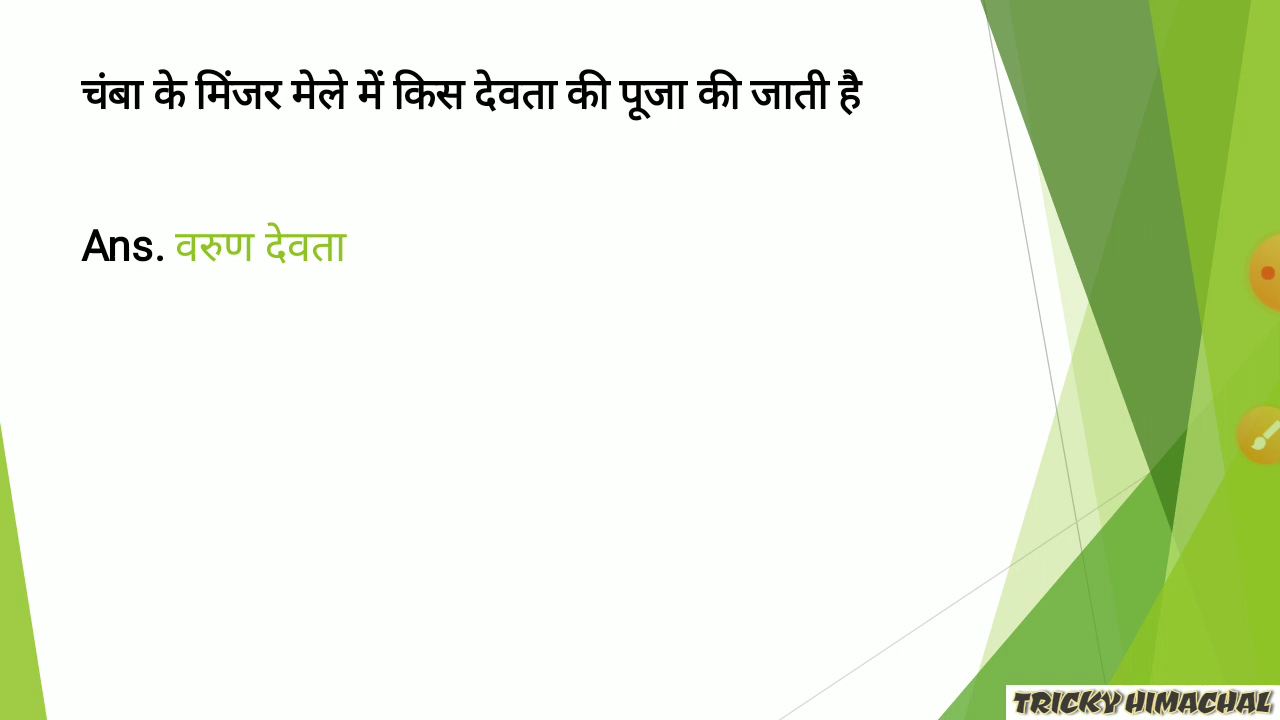 चंबा के मिंजर मेले में किस देवता की पूजा की जाती है
Ans. वरुण देवता
TRICKY HIMACHAL